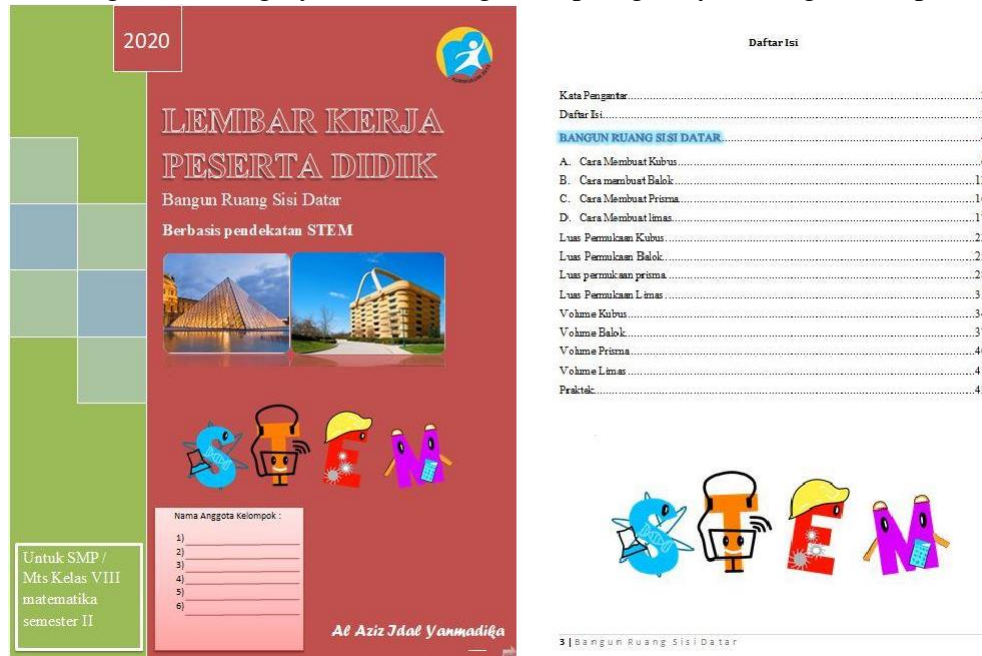 2020
LEMBAR KERJA
PESERTA DIDIK
Bangun Ruang Sisi Datar
Berbasis pendekatan STEM
STEM
Nama Anggota Kelompok :
1)
2)
3)
4)
5)
6)
Untuk SMP /
Mts Kelas VIII
matematika
semester II
Al Aziz Idal Yanmadika
Daftar Isi
Kata Pengantar
Daftar Isi
BANGUN RUANG SISI DATAR
A. Cara Membuat Kubus
B. Cara membuat Balok
C. Cara Membuat Prisma
D. Cara Membuat limas
Luas Permukaan Kubus
Luas Permukaan Balok
Luas permukaan prisma
Luas Permukaan Limas
Volume Kubus
Volume Balok
Volume Prisma
Volume Limas
Praktek
STEM
3 | Bangun Ruang Sisi Datar